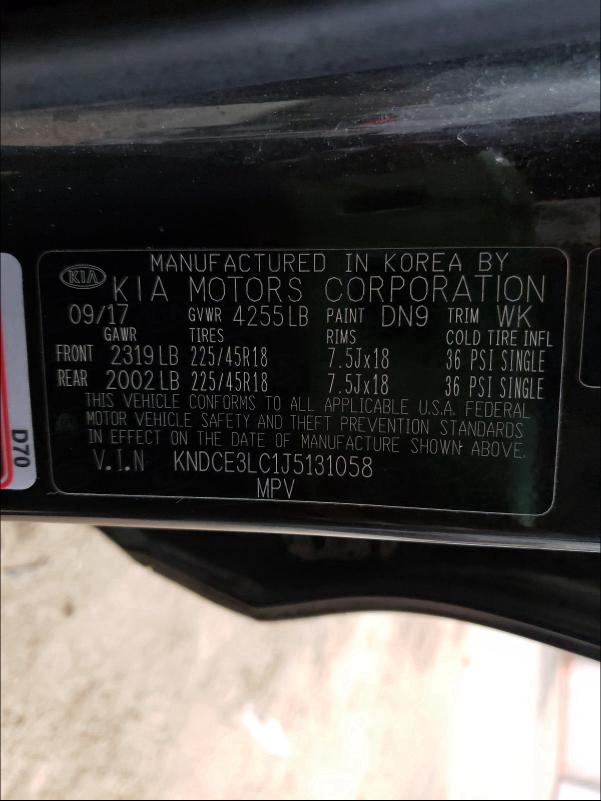 MANUFACTURED IN KOREA BY
KIA KIA MOTORS CORPORATION
09/17 GVWR 4255LB PAINT DN9 TRIM WK
GAWR TIRES RIMS COLD TIRE INFL
FRONT 2319LB 225/45R18 7.5Jx18 36 PSI SINGLE
REAR 2002LB 225/45R18 7.5Jx18 36 PSI SINGLE
THIS VEHICLE CONFORMS TO ALL APPLICABLE U.S.A. FEDERAL
MOTOR VEHICLE SAFETY AND THEFT PREVENTION STANDARDS
IN EFFECT ON THE DATE OF MANUFACTURE SHOWN ABOVE.
V.I.N KNDCE3LC1J5131058
MPV
D70